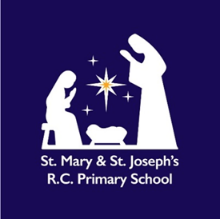 St. Mary & St. Joseph's
R.C. Primary School